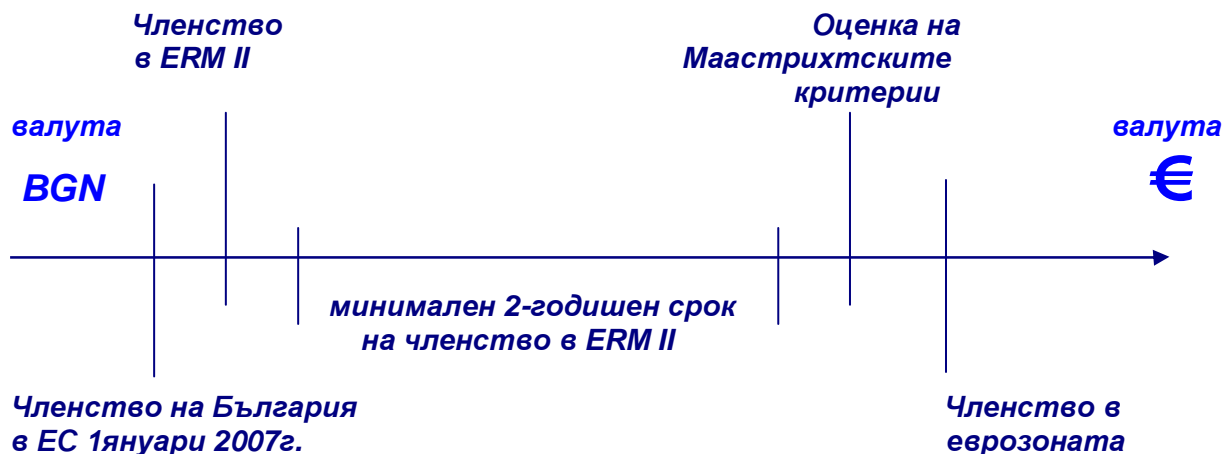 Членство
в ERM II
Оценка на
Маастрихтските
критерии
валута
BGN
валута
€
минимален 2-годишен срок
на членство в ERM II
Членство на България
в ЕС 1януари 2007г.
Членство в
еврозоната